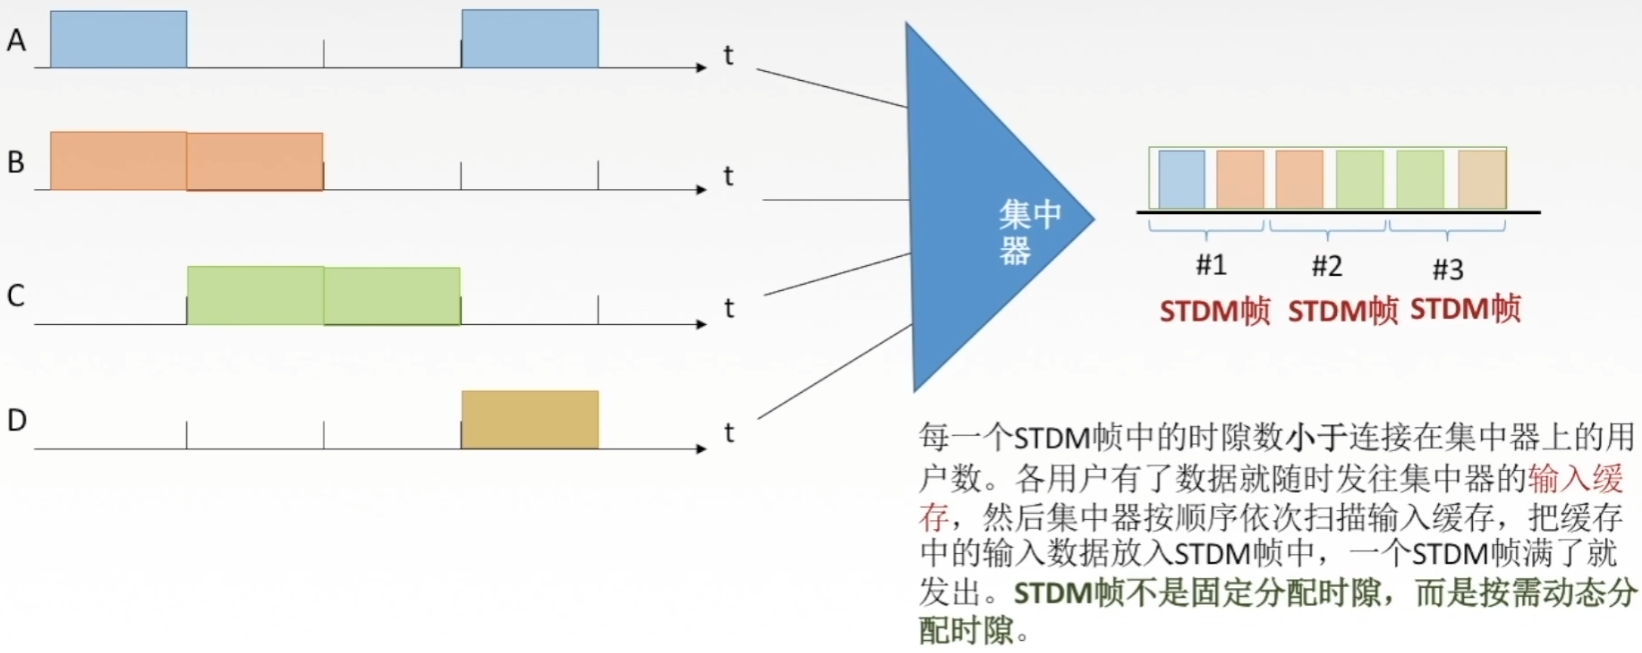 A
t
B
t
C
t
D
t
集中
器
#1
#2
#3
STDM帧
STDM帧
STDM帧
每一个STDM帧中的时隙数小于连接在集中器上的用
户数。各用户有了数据就随时发往集中器的输入缓
存，然后集中器按顺序依次扫描输入缓存，把缓存
中的输入数据放入STDM帧中，一个STDM帧满了就
发出。STDM帧不是固定分配时隙，而是按需动态分
配时隙。